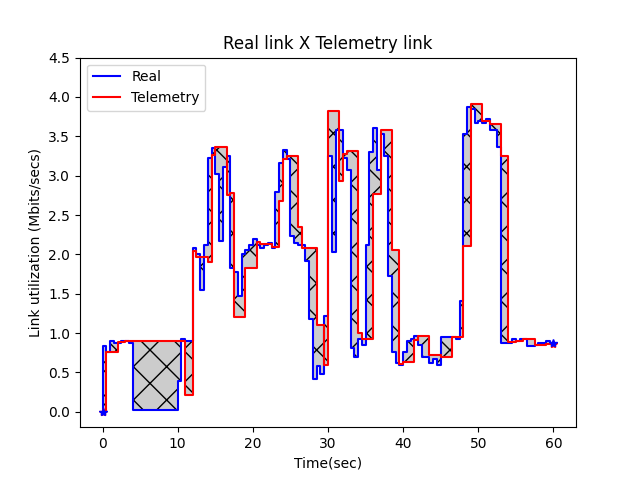 Real link X Telemetry link
Real
Telemetry
Link utilization (Mbits/secs)
4.5
4.0
3.5
3.0
2.5
2.0
1.5
1.0
0.5
0.0
0 10 20 30 40 50 60
Time(sec)